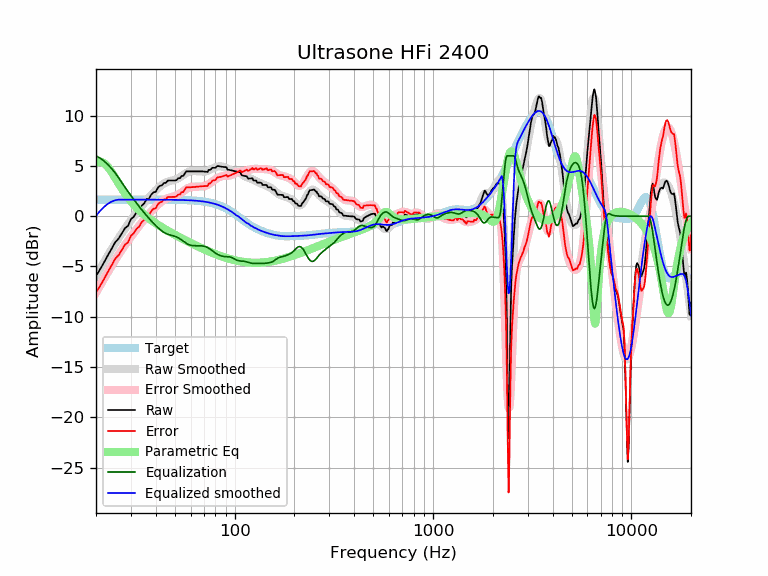 Ultrasone HFi 2400
Amplitude (dBr)
10
5
0
−5
−10
−15
−20
−25
Target
Raw Smoothed
Error Smoothed
Raw
Error
Parametric Eq
Equalization
Equalized smoothed
100 1000 10000
Frequency (Hz)